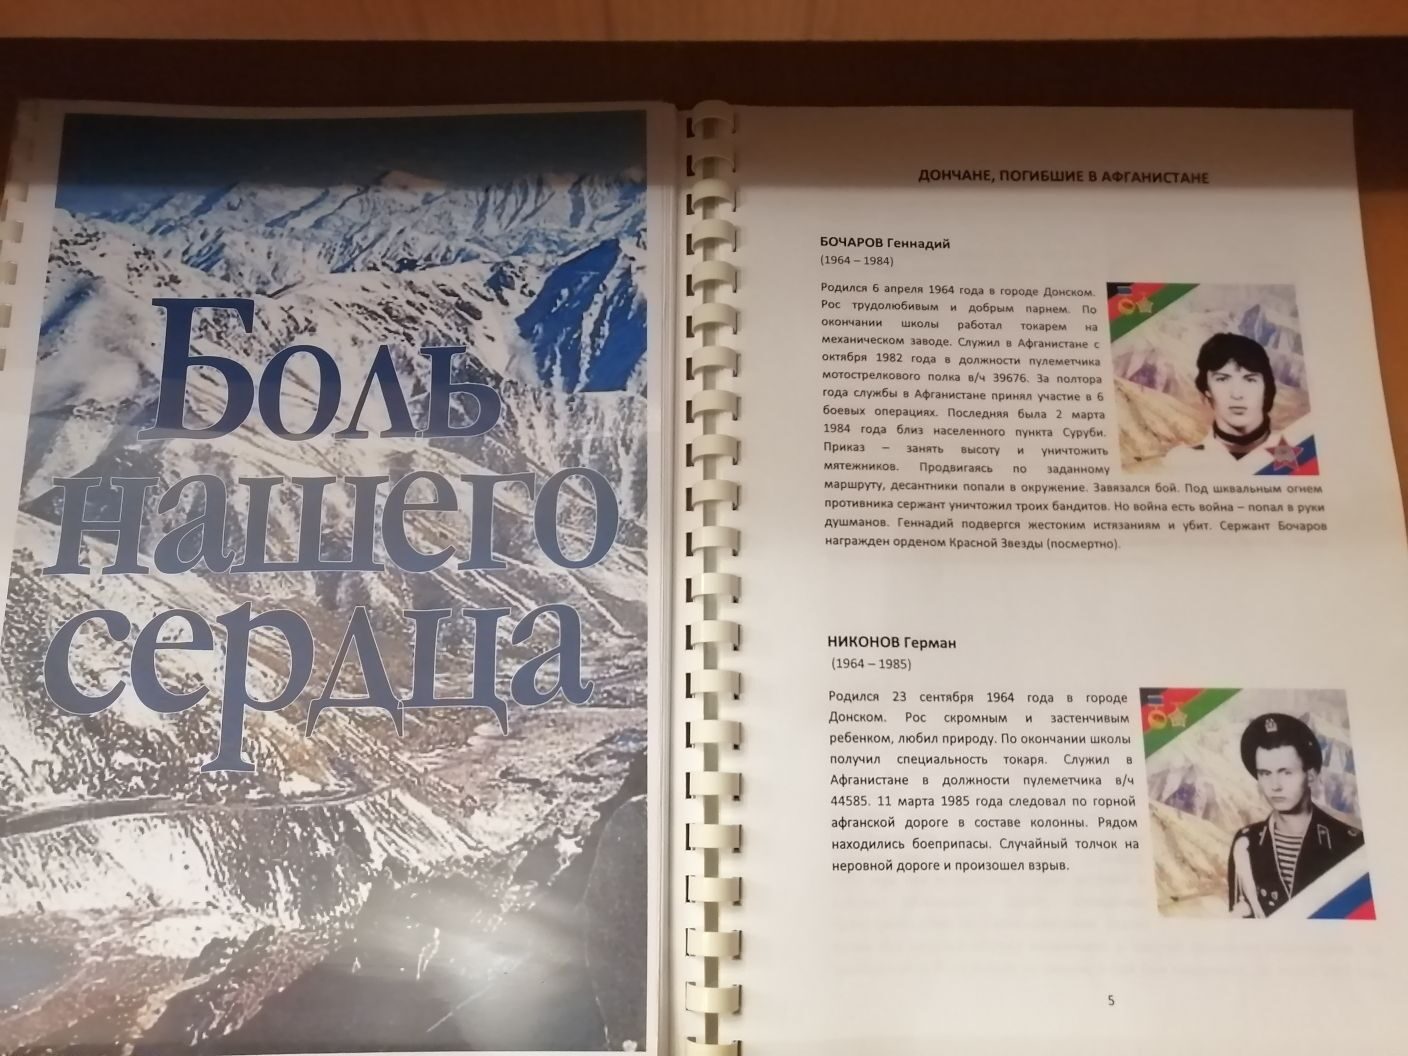 Боль
нашего
сердца
ДОНЧАНЕ, ПОГИБШИЕ В АФГАНИСТАНЕ
БОЧАРОВ Геннадий
(1964 – 1984)
Родился 6 апреля 1964 года в городе Донском.
Рос трудолюбивым и добрым парнем. По
окончании школы работал токарем на
механическом заводе. Служил в Афганистане с
октября 1982 года в должности пулеметчика
мотострелкового полка в/ч 39676. За полтора
года службы в Афганистане принял участие в 6
боевых операциях. Последняя была 2 марта
1984 года близ населенного пункта Суруби.
Приказ – занять высоту и уничтожить
мятежников. Продвигаясь по заданному
маршруту, десантники попали в окружение. Завязался бой. Под шквальным огнем
противника сержант уничтожил троих бандитов. Но война есть война – попал в руки
душманов. Геннадий подвергся жестоким истязаниям и убит. Сержант Бочаров
награжден орденом Красной Звезды (посмертно).
НИКОНОВ Герман
(1964 – 1985)
Родился 23 сентября 1964 года в городе
Донском. Рос скромным и застенчивым
ребенком, любил природу. По окончании школы
получил специальность токаря. Служил в
Афганистане в должности пулеметчика в/ч
44585. 11 марта 1985 года следовал по горной
афганской дороге в составе колонны. Рядом
находились боеприпасы. Случайный толчок на
неровной дороге и произошел взрыв.
5